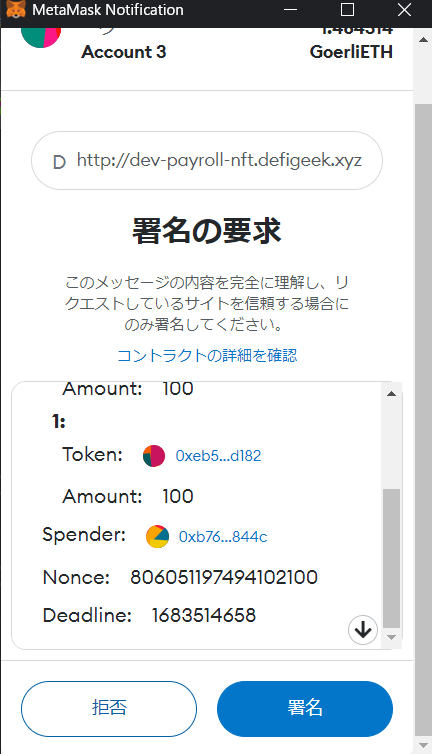 MetaMask Notification
Account 3
GoerliETH
D http://dev-payroll-nft.defigeek.xyz
署名の要求
このメッセージの内容を完全に理解し、リ
クエストしているサイトを信頼する場合に
のみ署名してください。
コントラクトの詳細を確認
Amount: 100
1:
Token: 0xeb5...d182
Amount: 100
Spender: 0xb76...844c
Nonce: 806051197494102100
Deadline: 1683514658
拒否 署名